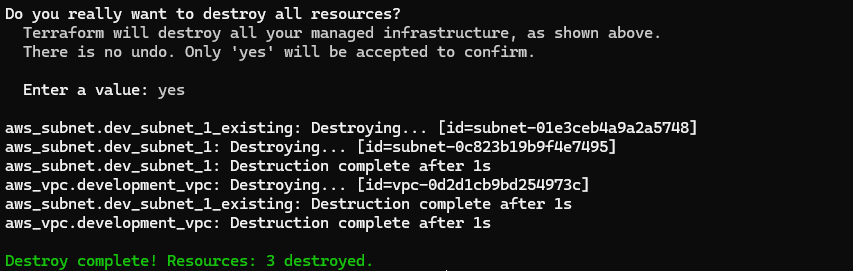 Do you really want to destroy all resources?
Terraform will destroy all your managed infrastructure, as shown above.
There is no undo. Only 'yes' will be accepted to confirm.
Enter a value: yes
aws_subnet.dev_subnet_1_existing: Destroying... [id=subnet-01e3ceb4a9a2a5748]
aws_subnet.dev_subnet_1: Destroying... [id=subnet-0c823b19b9f4e7495]
aws_subnet.dev_subnet_1: Destruction complete after 1s
aws_vpc.development_vpc: Destroying... [id=vpc-0d2d1cb9bd254973c]
aws_subnet.dev_subnet_1_existing: Destruction complete after 1s
aws_vpc.development_vpc: Destruction complete after 1s
Destroy complete! Resources: 3 destroyed.